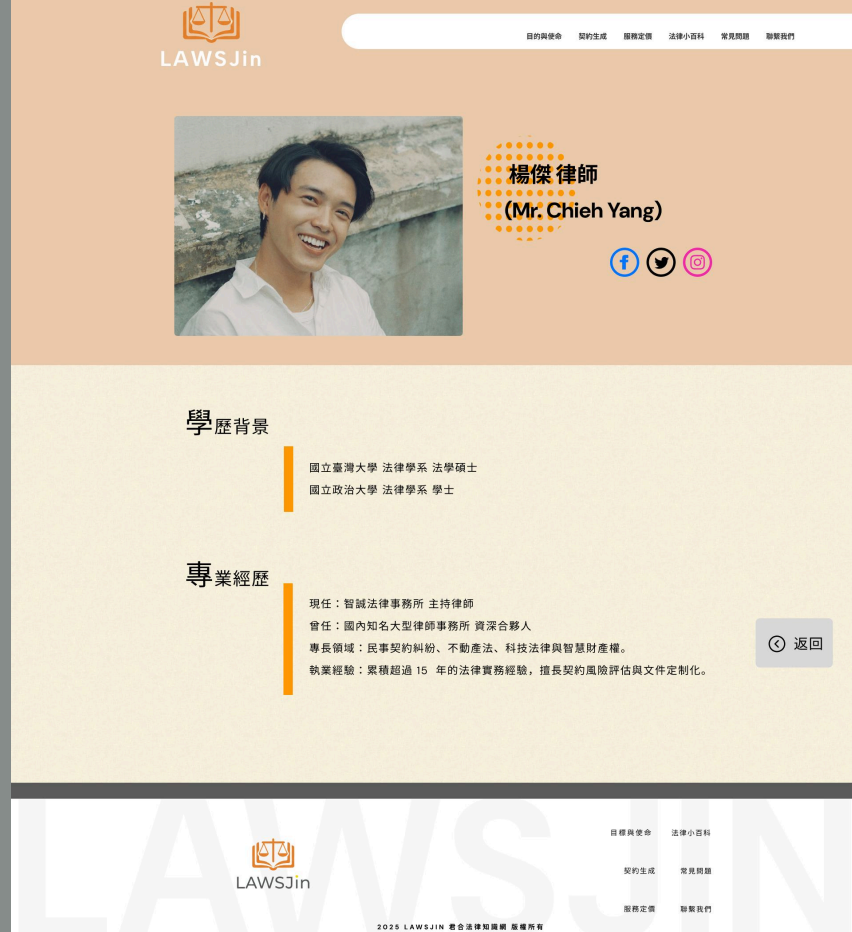 LAWSJin
目的與使命 契約生成 服務定價 法律小百科 常見問題 聯繫我們
楊傑 律師
(Mr. Chieh Yang)
學歷背景
國立臺灣大學 法律學系 法學碩士
國立政治大學 法律學系 學士
專業經歷
現任：智誠法律事務所 主持律師
曾任：國內知名大型律師事務所 資深合夥人
專長領域：民事契約糾紛、不動產法、科技法律與智慧財產權。
執業經驗：累積超過 15 年的法律實務經驗，擅長契約風險評估與文件定制化。
返回
LAWSJIN
目標與使命 法律小百科
LAWSJin
契約生成 常見問題
服務定價 聯繫我們
2025 LAWSJIN 君合法律知識網 版權所有